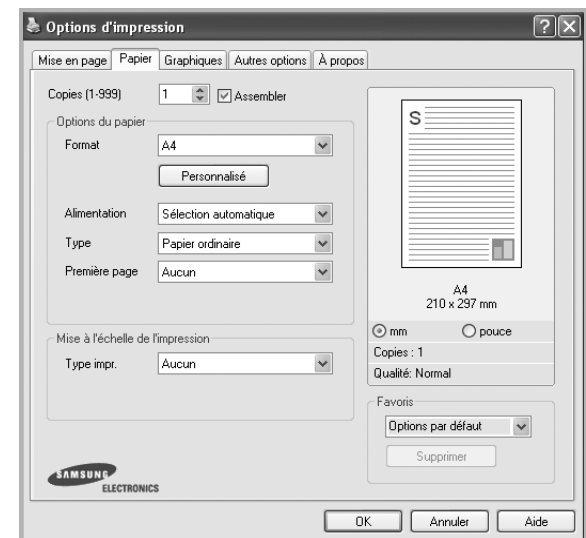 Options d'impression
Mise en page Papier Graphiques Autres options À propos
Copies (1-999) 1 Assembler
Options du papier
Format A4
Personnalisé
Alimentation Sélection automatique
Type Papier ordinaire
Première page Aucun
Mise à l'échelle de l'impression
Type impr. Aucun
S
A4
210 x 297 mm
mm pouce
Copies : 1
Qualité: Normal
Favoris
Options par défaut
Supprimer
SAMSUNG
ELECTRONICS
OK Annuler Aide